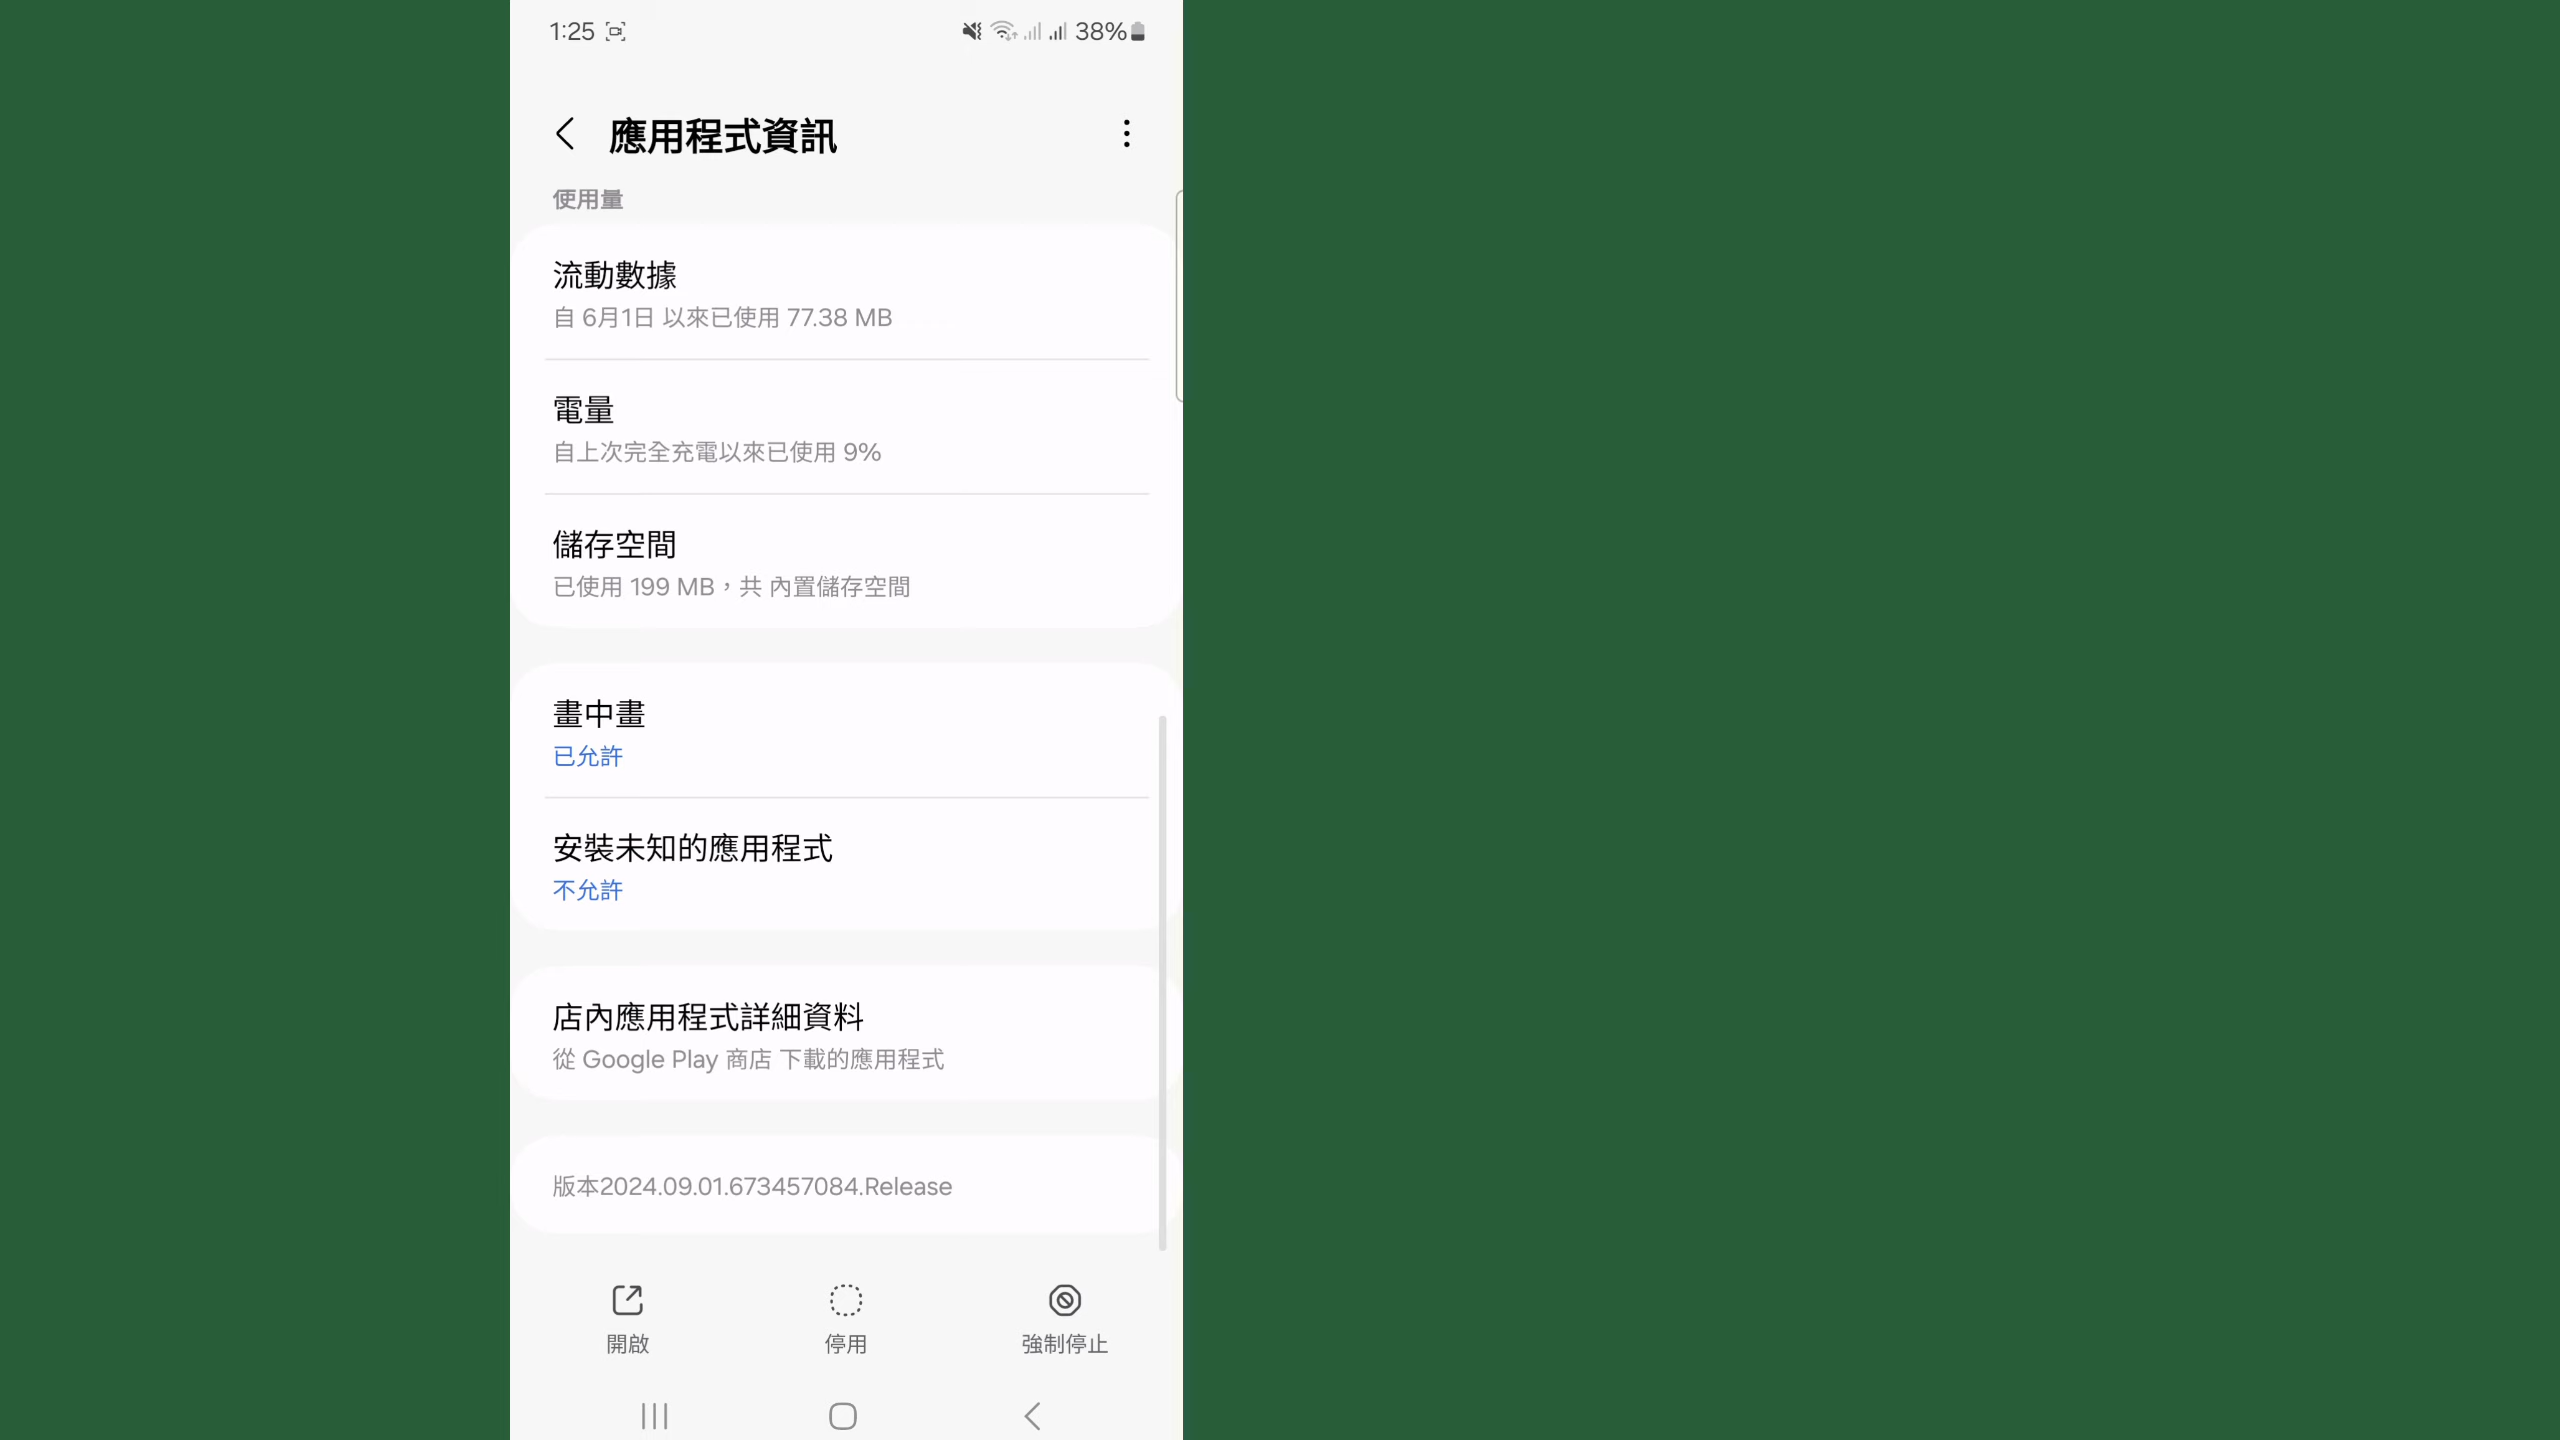 1:25 38%
應用程式資訊
使用量
流動數據
自 6月1日 以來已使用 77.38 MB
電量
自上次完全充電以來已使用 9%
儲存空間
已使用 199 MB，共 內置儲存空間
畫中畫
已允許
安裝未知的應用程式
不允許
店內應用程式詳細資料
從 Google Play 商店 下載的應用程式
版本2024.09.01.673457084.Release
開啟 停用 強制停止